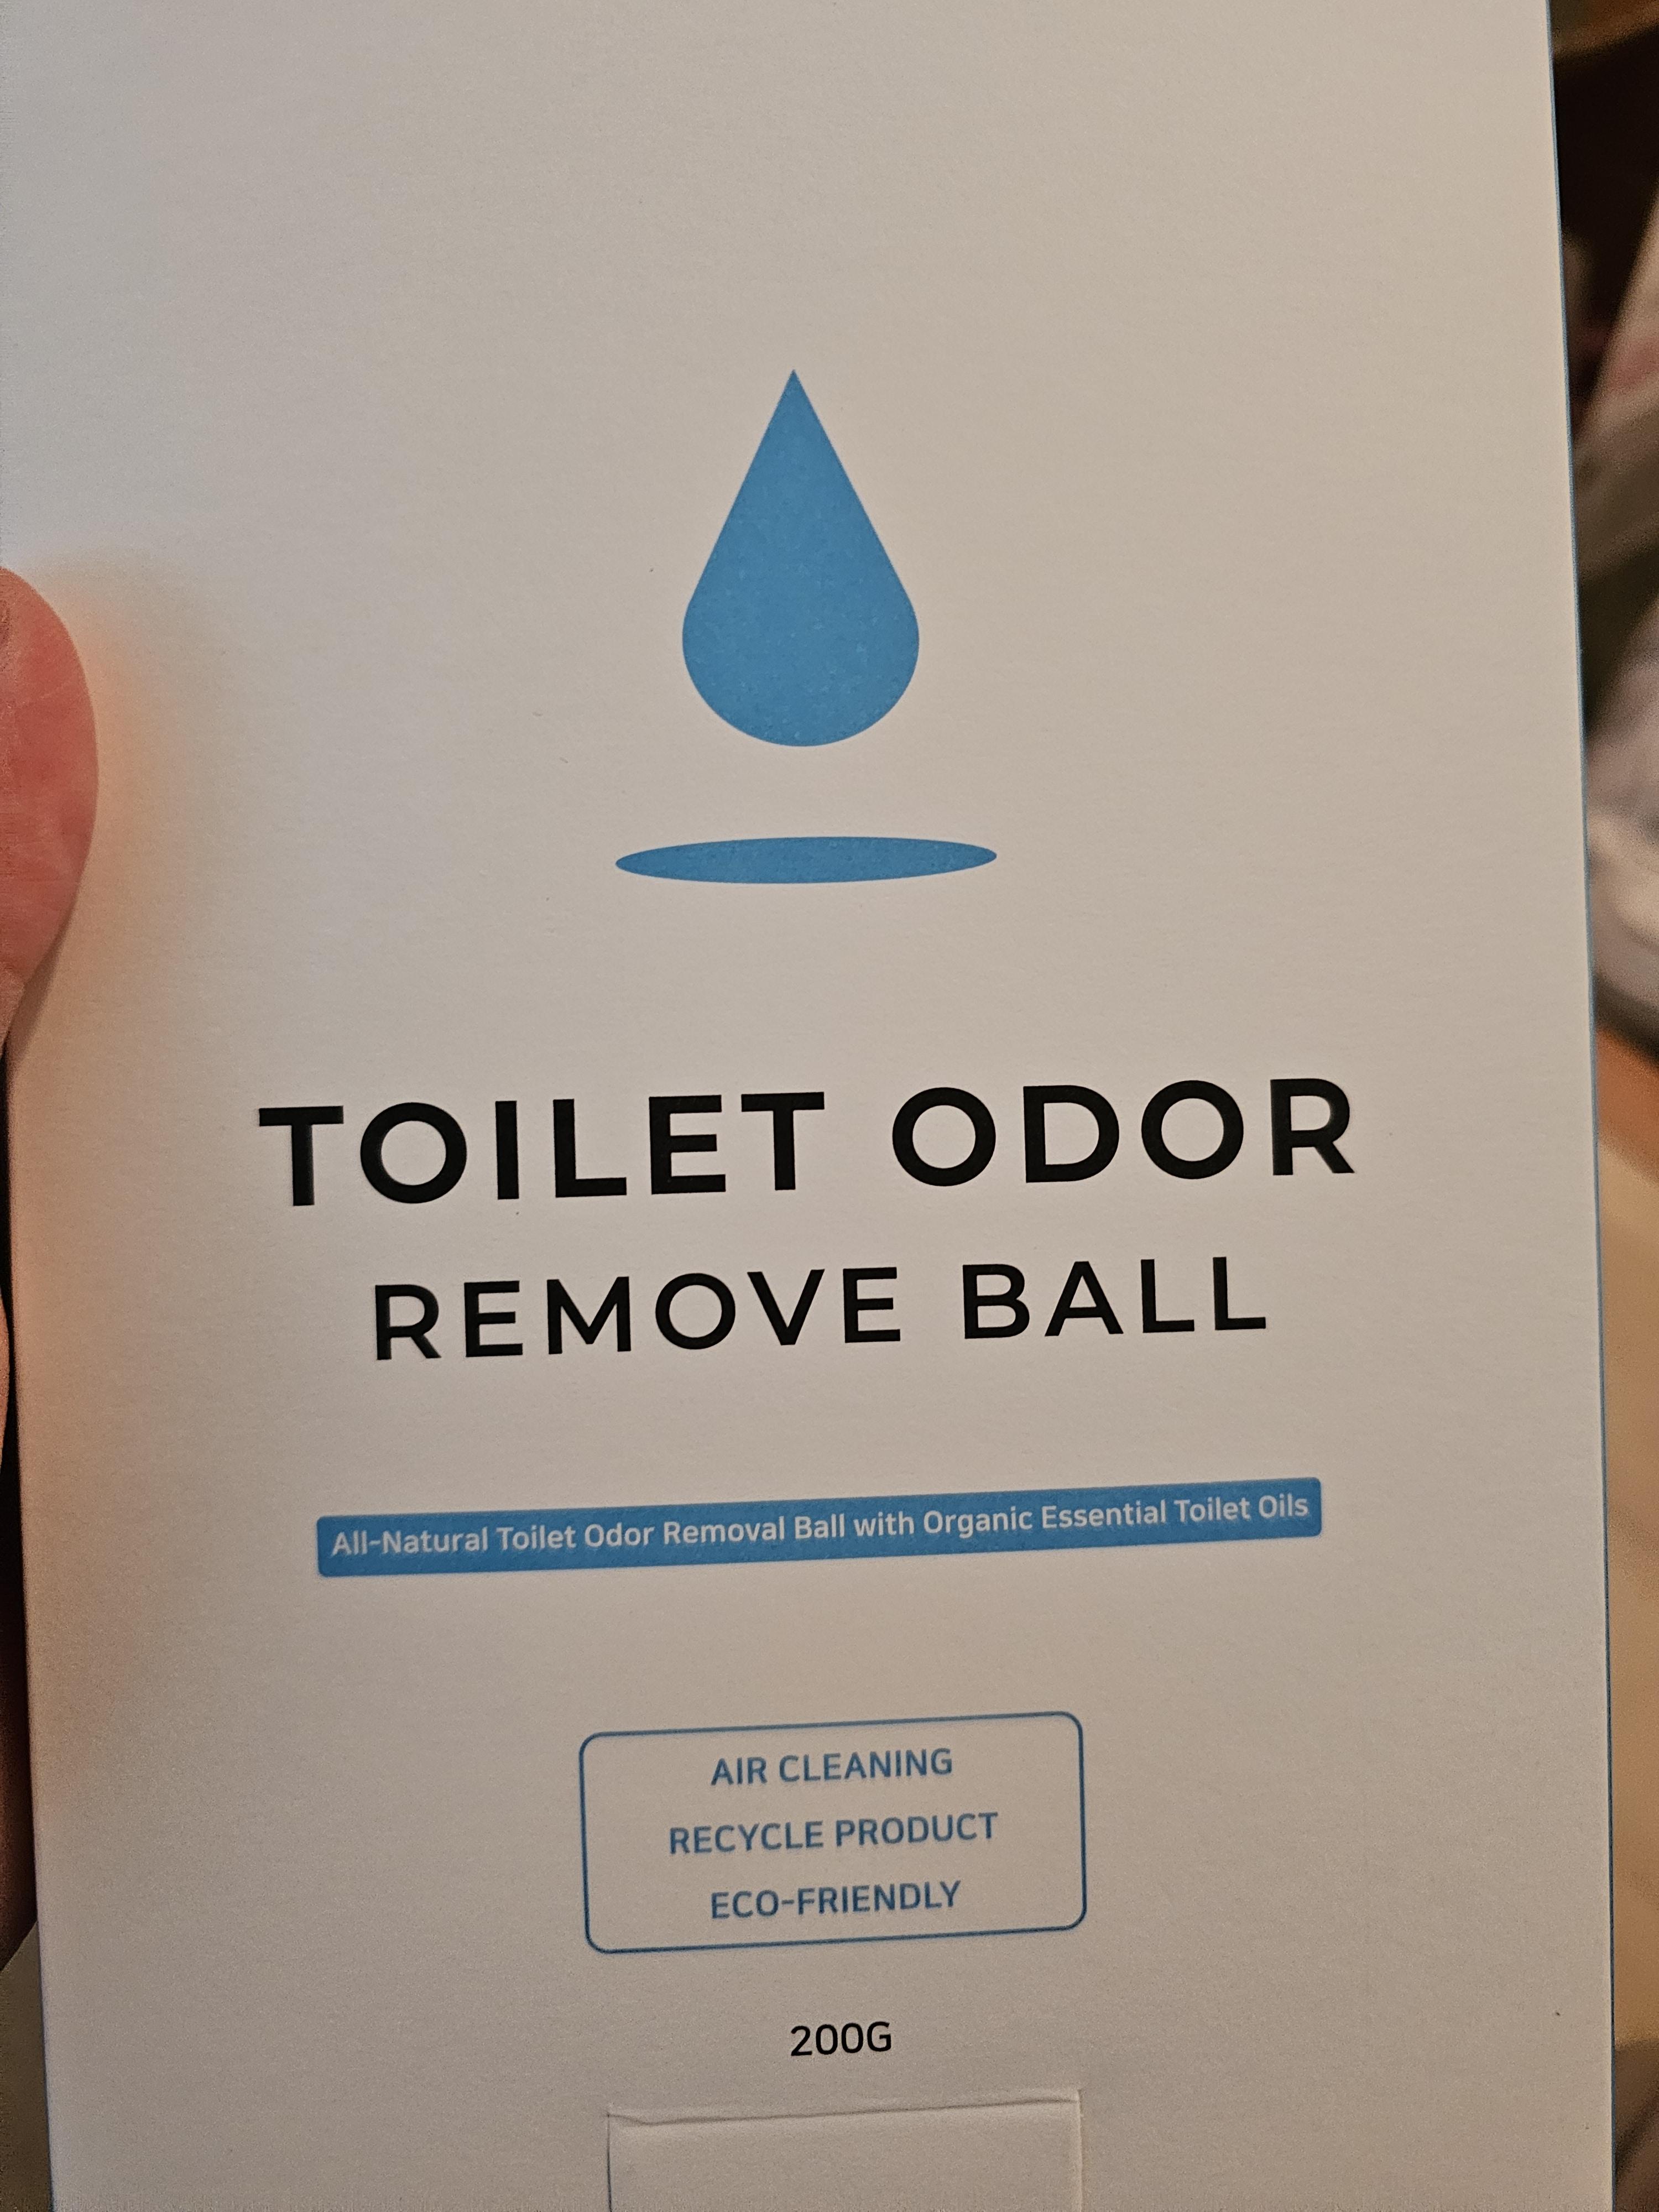 TOILET ODOR
REMOVE BALL
All-Natural Toilet Odor Removal Ball with Organic Essential Toilet Oils
AIR CLEANING
RECYCLE PRODUCT
ECO-FRIENDLY
200G